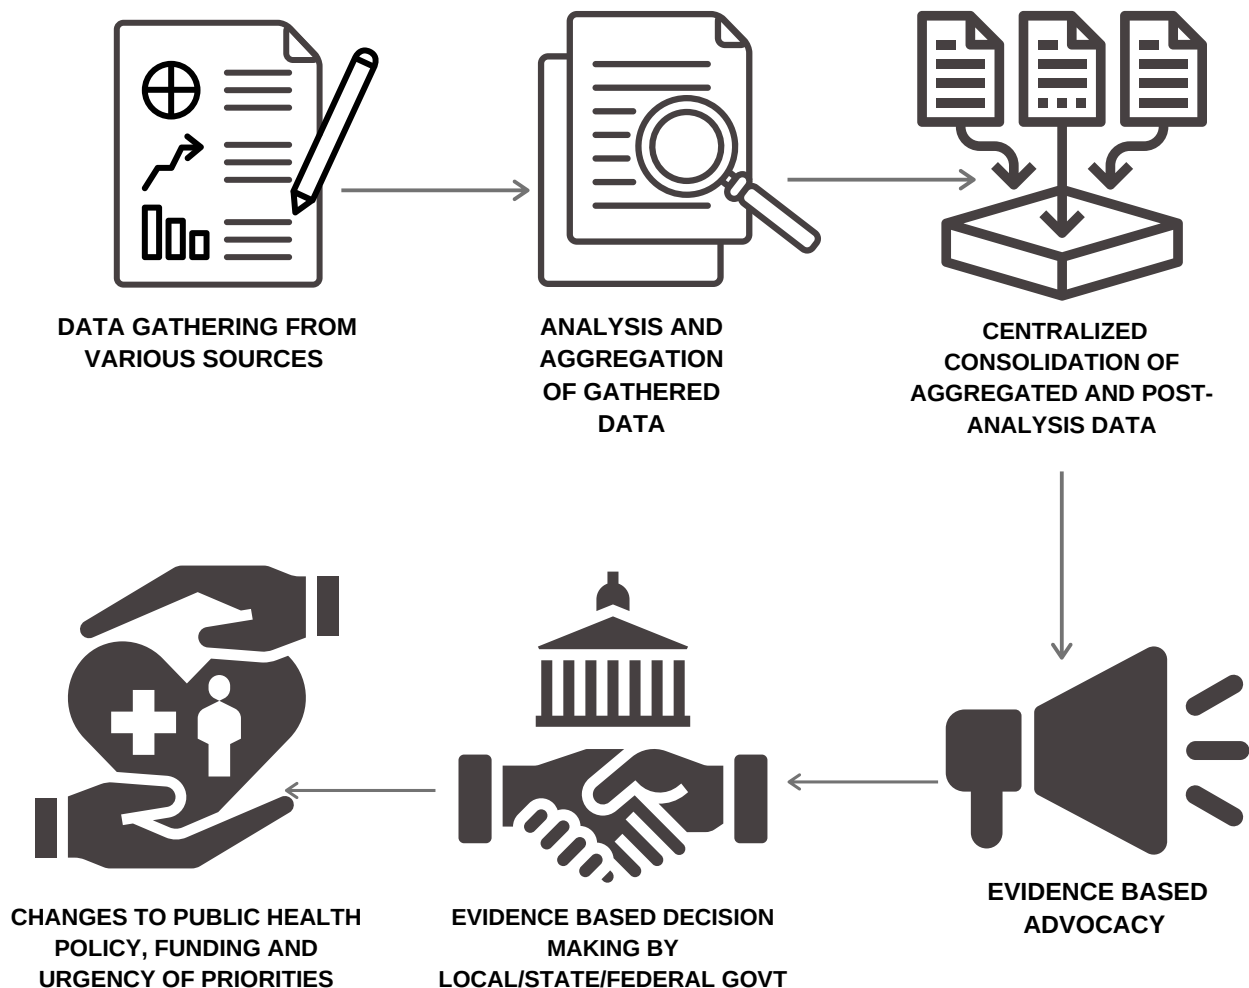 DATA GATHERING FROM
VARIOUS SOURCES
ANALYSIS AND
AGGREGATION
OF GATHERED
DATA
CENTRALIZED
CONSOLIDATION OF
AGGREGATED AND POST-
ANALYSIS DATA
EVIDENCE BASED
ADVOCACY
EVIDENCE BASED DECISION
MAKING BY
LOCAL/STATE/FEDERAL GOVT
CHANGES TO PUBLIC HEALTH
POLICY, FUNDING AND
URGENCY OF PRIORITIES